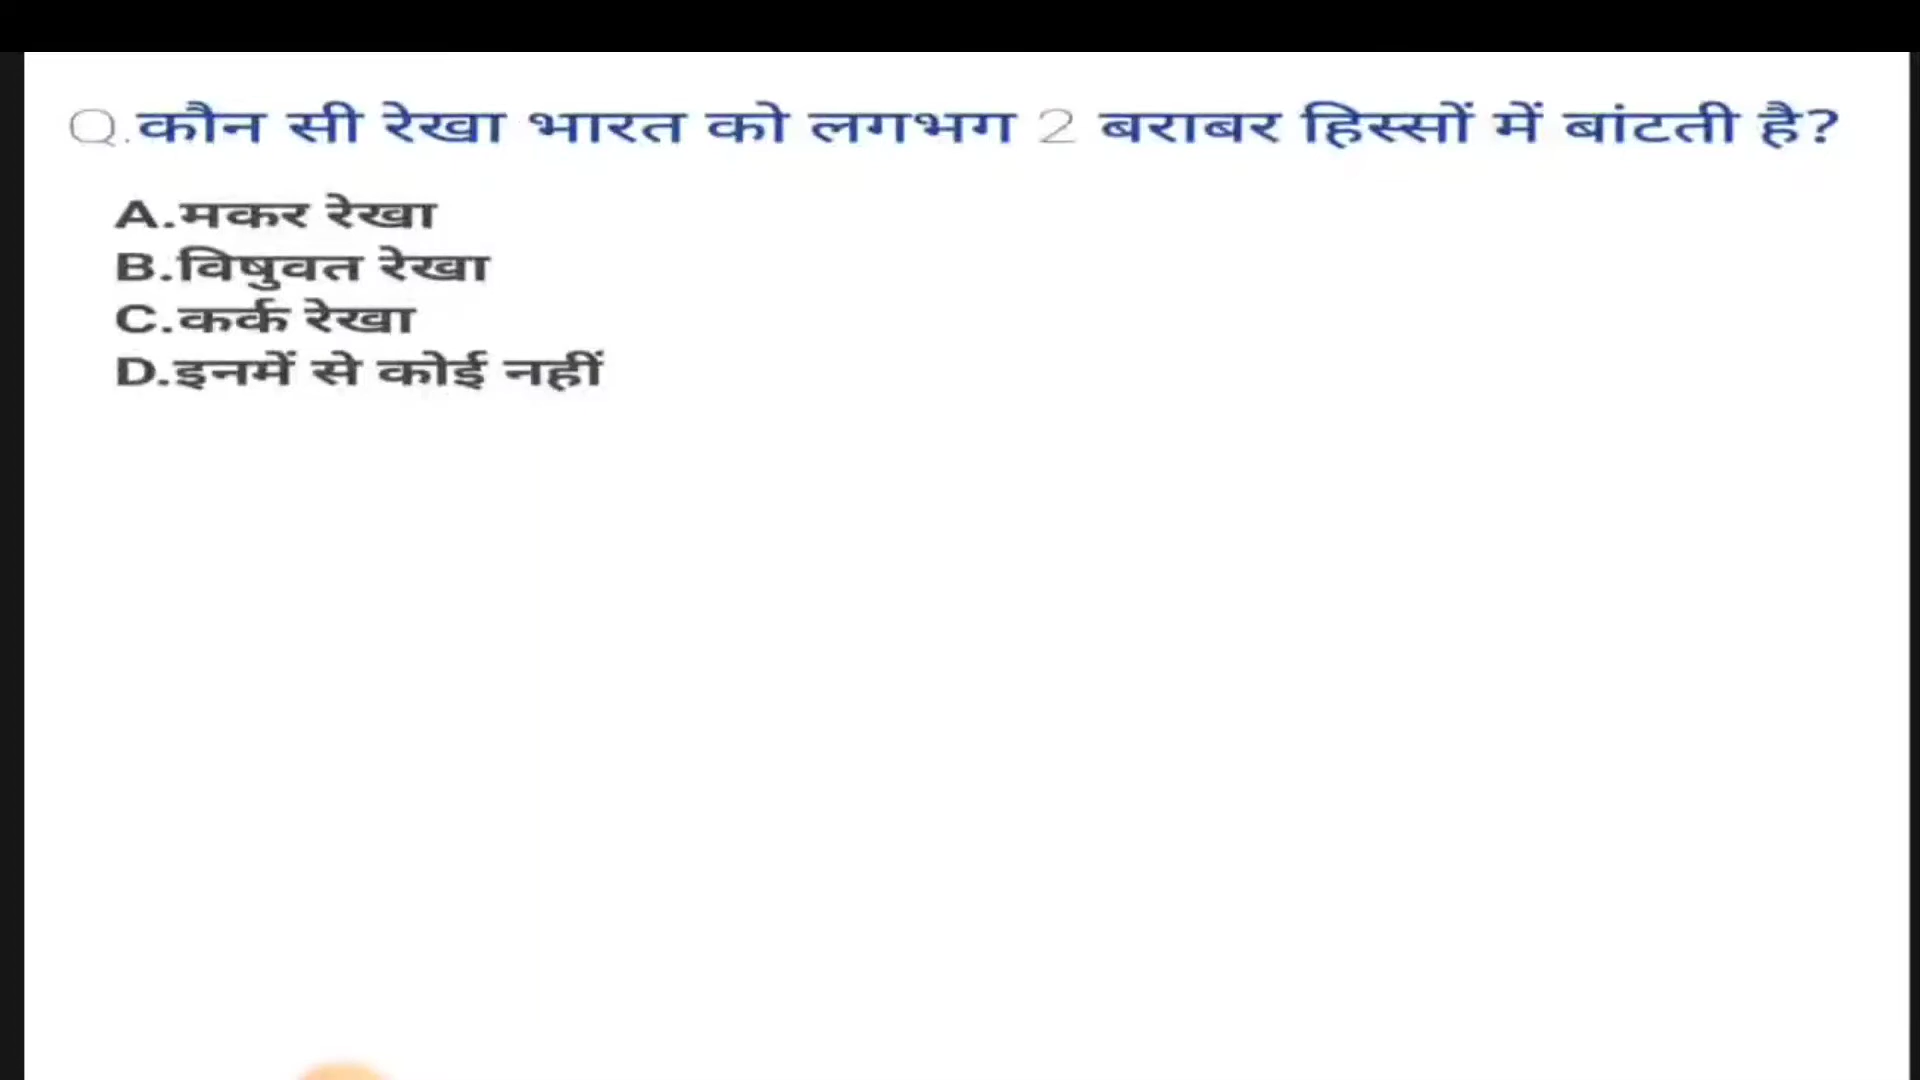 Q.कौन सी रेखा भारत को लगभग 2 बराबर हिस्सों में बांटती है?
A.मकर रेखा
B.विषुवत रेखा
C.कर्क रेखा
D.इनमें से कोई नहीं